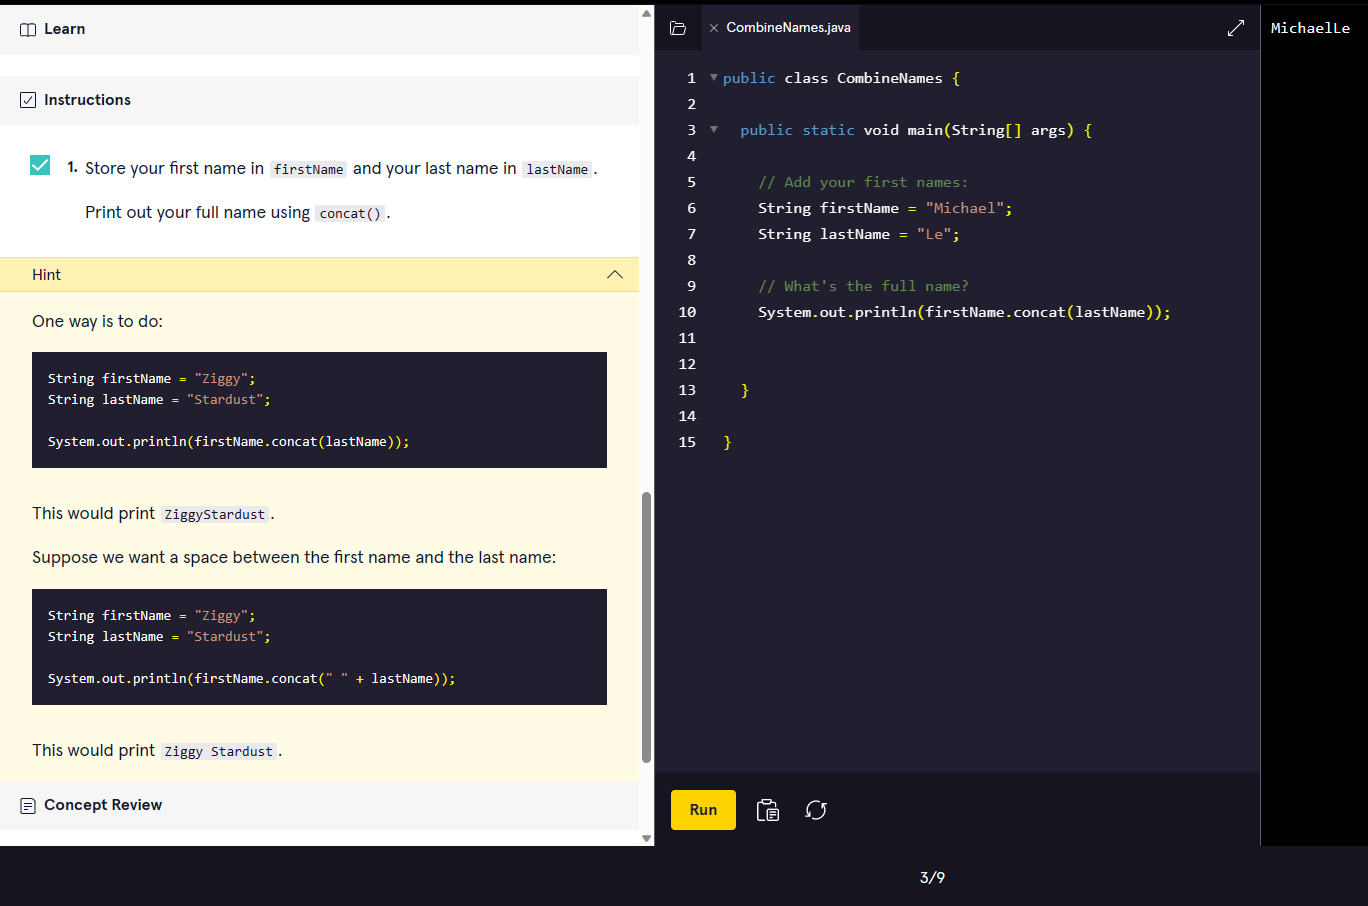 Learn
Instructions
1. Store your first name in firstName and your last name in lastName.
Print out your full name using concat().
Hint
One way is to do:
String firstName = "Ziggy";
String lastName = "Stardust";
System.out.println(firstName.concat(lastName));
This would print ZiggyStardust.
Suppose we want a space between the first name and the last name:
String firstName = "Ziggy";
String lastName = "Stardust";
System.out.println(firstName.concat(" " + lastName));
This would print Ziggy Stardust.
Concept Review
CombineNames.java
1 public class CombineNames {
2
3 public static void main(String[] args) {
4
5 // Add your first names:
6 String firstName = "Michael";
7 String lastName = "Le";
8
9 // What's the full name?
10 System.out.println(firstName.concat(lastName));
11
12
13 }
14
15 }
Run
MichaelLe
3/9